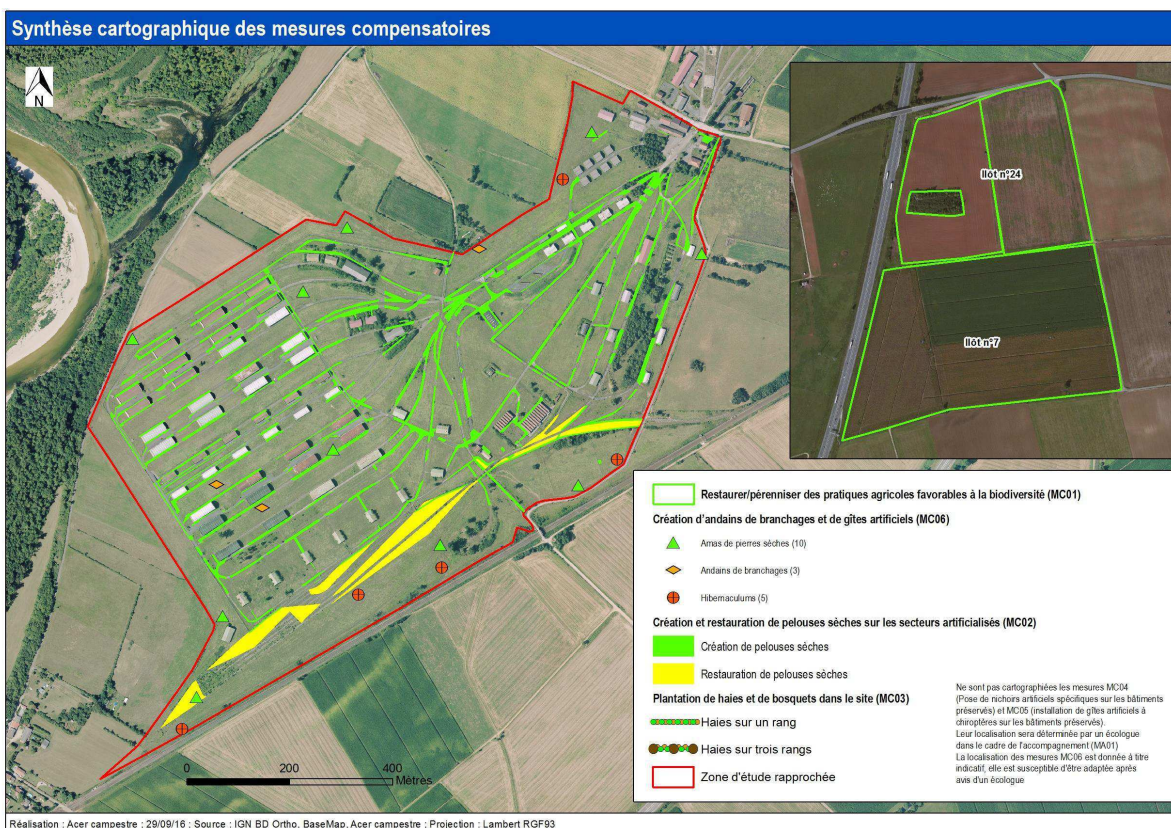 Synthèse cartographique des mesures compensatoires
N
Ilôt n°24
Ilôt n°7
Restaurer/pérenniser des pratiques agricoles favorables à la biodiversité (MC01)
Création d'andains de branchages et de gîtes artificiels (MC06)
Amas de pierres sèches (10)
Andains de branchages (3)
Hibernaculums (5)
Création et restauration de pelouses sèches sur les secteurs artificialisés (MC02)
Création de pelouses sèches
Restauration de pelouses sèches
Plantation de haies et de bosquets dans le site (MC03)
Haies sur un rang
Haies sur trois rangs
Zone d'étude rapprochée
Ne sont pas cartographiées les mesures MC04
(Pose de nichoirs artificiels spécifiques sur les bâtiments
préservés) et MC05 (installation de gîtes artificiels à
chiroptères sur les bâtiments préservés).
Leur localisation sera déterminée par un écologue
dans le cadre de l'accompagnement (MA01)
La localisation des mesures MC06 est donnée à titre
indicatif, elle est susceptible d'être adaptée après
avis d'un écologue
0 200 400
Mètres
Réalisation : Acer campestre : 29/09/16 : Source : IGN BD Ortho, BaseMap, Acer campestre : Projection : Lambert RGF93